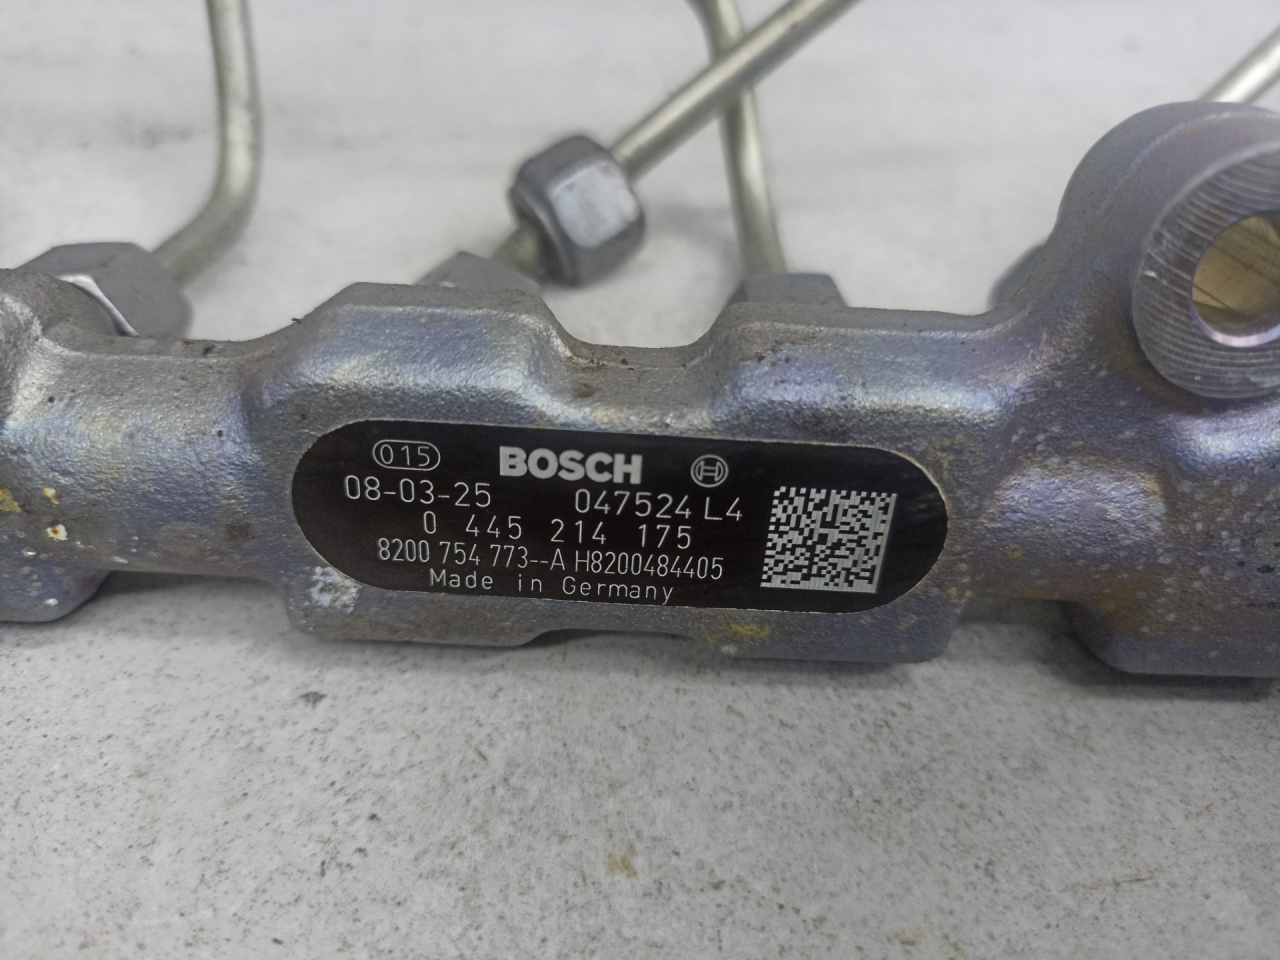 015 BOSCH
08-03-25 047524 L4
0 445 214 175
8200 754 773--A H8200484405
Made in Germany